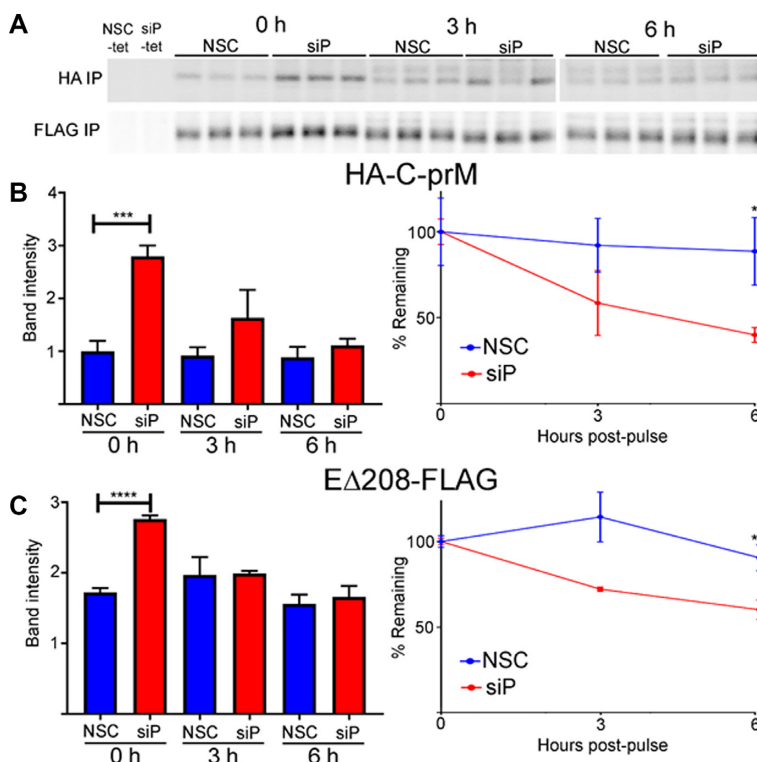 A
NSC -tet
siP -tet
0 h
3 h
6 h
NSC siP NSC siP NSC siP
HA IP
FLAG IP
HA-C-prM
B
4
3
2
1
Band intensity
***
NSC siP NSC siP NSC siP
0 h 3 h 6 h
100
50
% Remaining
*
NSC
siP
0 3 6
Hours post-pulse
EΔ208-FLAG
C
3
2
1
Band intensity
****
NSC siP NSC siP NSC siP
0 h 3 h 6 h
100
50
% Remaining
*
NSC
siP
0 3 6
Hours post-pulse